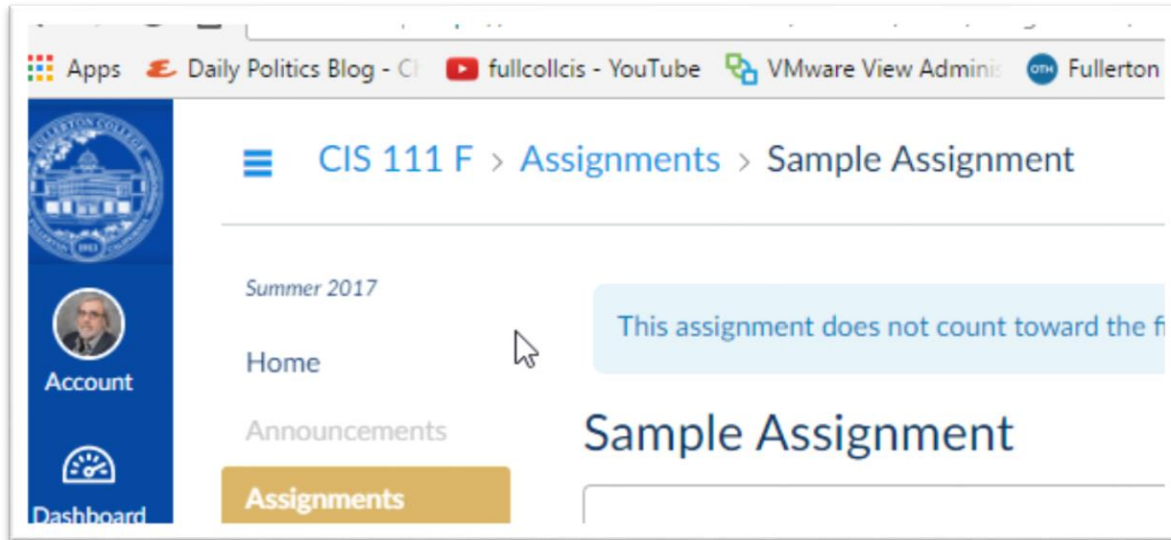 Apps Daily Politics Blog - C fullcollcis - YouTube VMware View Adminis OTH Fullerton
CIS 111 F > Assignments > Sample Assignment
Summer 2017
This assignment does not count toward the fi
Home
Account
Announcements
Sample Assignment
Assignments
Dashboard